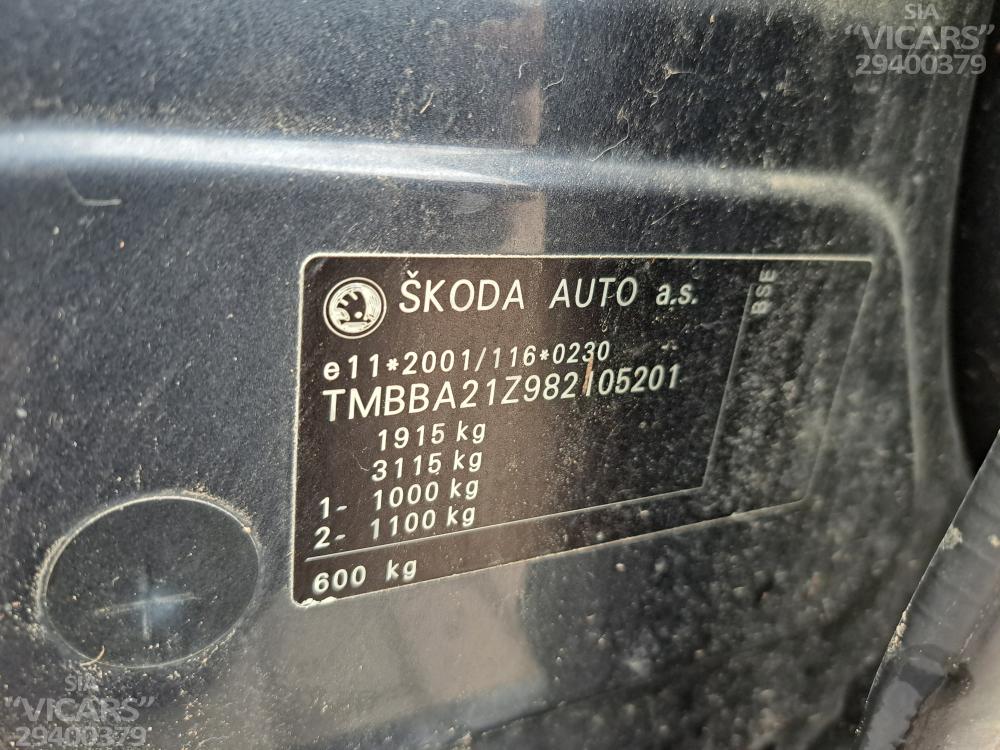 SIA
"VICARS"
29400379
ŠKODA AUTO a.s.
BSE
e11*2001/116*0230
TMBBA21Z982105201
1915 kg
3115 kg
1- 1000 kg
2- 1100 kg
600 kg
SIA
"VICARS"
29400379